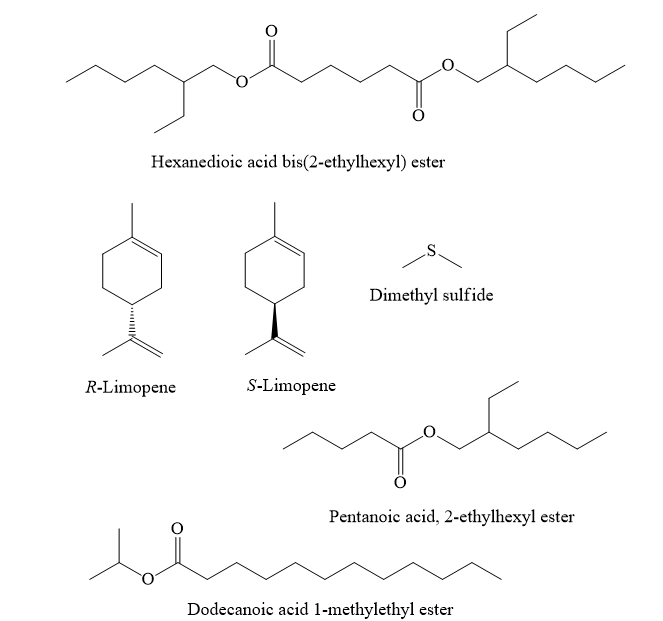 O
O
O
O
Hexanedioic acid bis(2-ethylhexyl) ester
S
Dimethyl sulfide
R-Limopene
S-Limopene
O
O
Pentanoic acid, 2-ethylhexyl ester
O
O
Dodecanoic acid 1-methylethyl ester